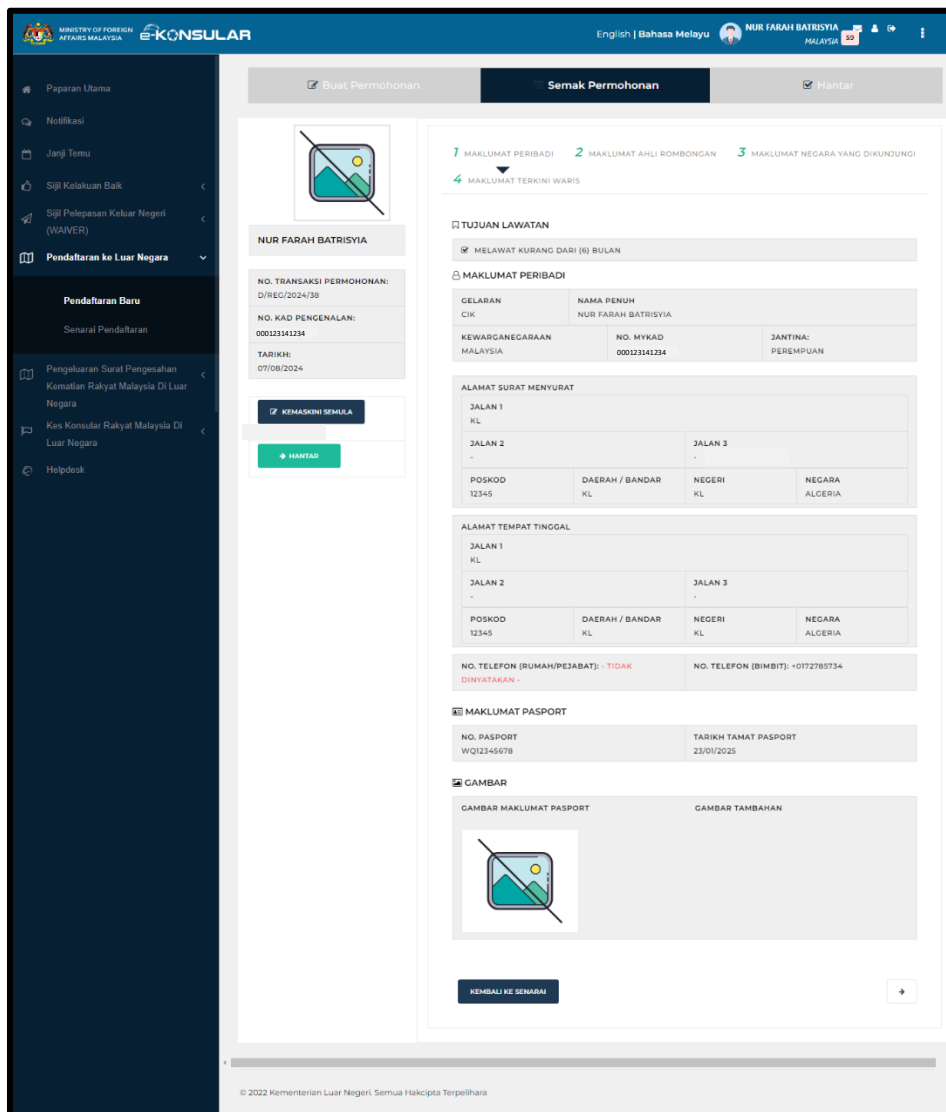 MINISTRY OF FOREIGN
AFFAIRS MALAYSIA
e-KONSULAR
English | Bahasa Melayu
NUR FARAH BATRISYIA
MALAYSIA
59
Paparan Utama
Notifikasi
Janji Temu
Sijil Kelakuan Baik
Sijil Pelepasan Keluar Negeri
(WAIVER)
Pendaftaran ke Luar Negara
Pendaftaran Baru
Senarai Pendaftaran
Pengeluaran Surat Pengesahan
Kematian Rakyat Malaysia Di Luar
Negara
Kes Konsular Rakyat Malaysia Di
Luar Negara
Helpdesk
Buat Permohonan
Semak Permohonan
Hantar
NUR FARAH BATRISYIA
NO. TRANSAKSI PERMOHONAN:
D/REG/2024/38
NO. KAD PENGENALAN:
000123141234
TARIKH:
07/08/2024
KEMASKINI SEMULA
HANTAR
1 MAKLUMAT PERIBADI 2 MAKLUMAT AHLI ROMBONGAN 3 MAKLUMAT NEGARA YANG DIKUNJUNGI
4 MAKLUMAT TERKINI WARIS
TUJUAN LAWATAN
MELAWAT KURANG DARI (6) BULAN
MAKLUMAT PERIBADI
GELARAN NAMA PENUH
CIK NUR FARAH BATRISYIA
KEWARGANEGARAAN NO. MYKAD JANTINA:
MALAYSIA 000123141234 PEREMPUAN
ALAMAT SURAT MENYURAT
JALAN 1
KL
JALAN 2 JALAN 3
- -
POSKOD DAERAH / BANDAR NEGERI NEGARA
12345 KL KL ALGERIA
ALAMAT TEMPAT TINGGAL
JALAN 1
KL
JALAN 2 JALAN 3
- -
POSKOD DAERAH / BANDAR NEGERI NEGARA
12345 KL KL ALGERIA
NO. TELEFON (RUMAH/PEJABAT): - TIDAK NO. TELEFON (BIMBIT): +0172785734
DINYATAKAN -
MAKLUMAT PASPORT
NO. PASPORT TARIKH TAMAT PASPORT
WQ12345678 23/01/2025
GAMBAR
GAMBAR MAKLUMAT PASPORT GAMBAR TAMBAHAN
KEMBALI KE SENARAI
© 2022 Kementerian Luar Negeri. Semua Hakcipta Terpelihara